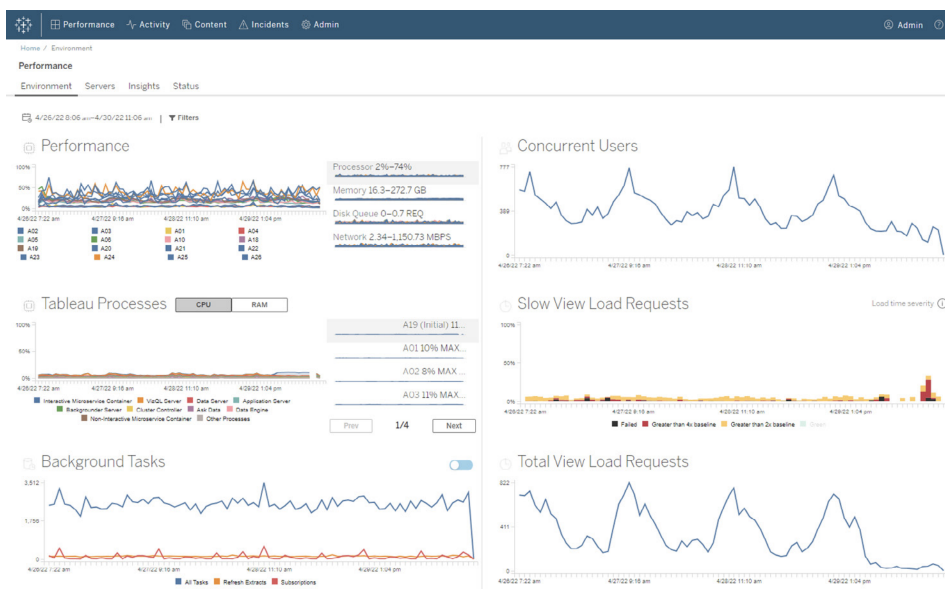 Performance Activity Content Incidents Admin Admin
Home / Environment
Performance
Environment Servers Insights Status
4/26/22 8:06 am–4/30/22 11:06 am | Filters
Performance
100%
50%
0%
4/26/22 7:22 am 4/27/22 9:16 am 4/28/22 11:10 am 4/29/22 1:04 pm
A02 A03 A01 A04
A05 A06 A10 A18
A19 A20 A21 A22
A23 A24 A25 A26
Processor 2%–74%
Memory 16.3–272.7 GB
Disk Queue 0–0.7 REQ
Network 2.34–1,150.73 MBPS
Concurrent Users
777
389
0
4/26/22 7:22 am 4/27/22 9:16 am 4/28/22 11:10 am 4/29/22 1:04 pm
Tableau Processes CPU RAM
100%
50%
0%
4/26/22 7:22 am 4/27/22 9:16 am 4/28/22 11:10 am 4/29/22 1:04 pm
Interactive Microservice Container VizQL Server Data Server Application Server
Backgrounder Server Cluster Controller Ask Data Data Engine
Non-Interactive Microservice Container Other Processes
A19 (Initial) 11...
A01 10% MAX...
A02 8% MAX...
A03 11% MAX...
Prev 1/4 Next
Slow View Load Requests Load time severity
100%
50%
0%
4/26/22 7:22 am 4/27/22 9:16 am 4/28/22 11:10 am 4/29/22 1:04 pm
Failed Greater than 4x baseline Greater than 2x baseline
Background Tasks
3,512
1,756
0
4/26/22 7:22 am 4/27/22 9:16 am 4/28/22 11:10 am 4/29/22 1:04 pm
All Tasks Refresh Extracts Subscriptions
Total View Load Requests
822
411
0
4/26/22 7:22 am 4/27/22 9:16 am 4/28/22 11:10 am 4/29/22 1:04 pm